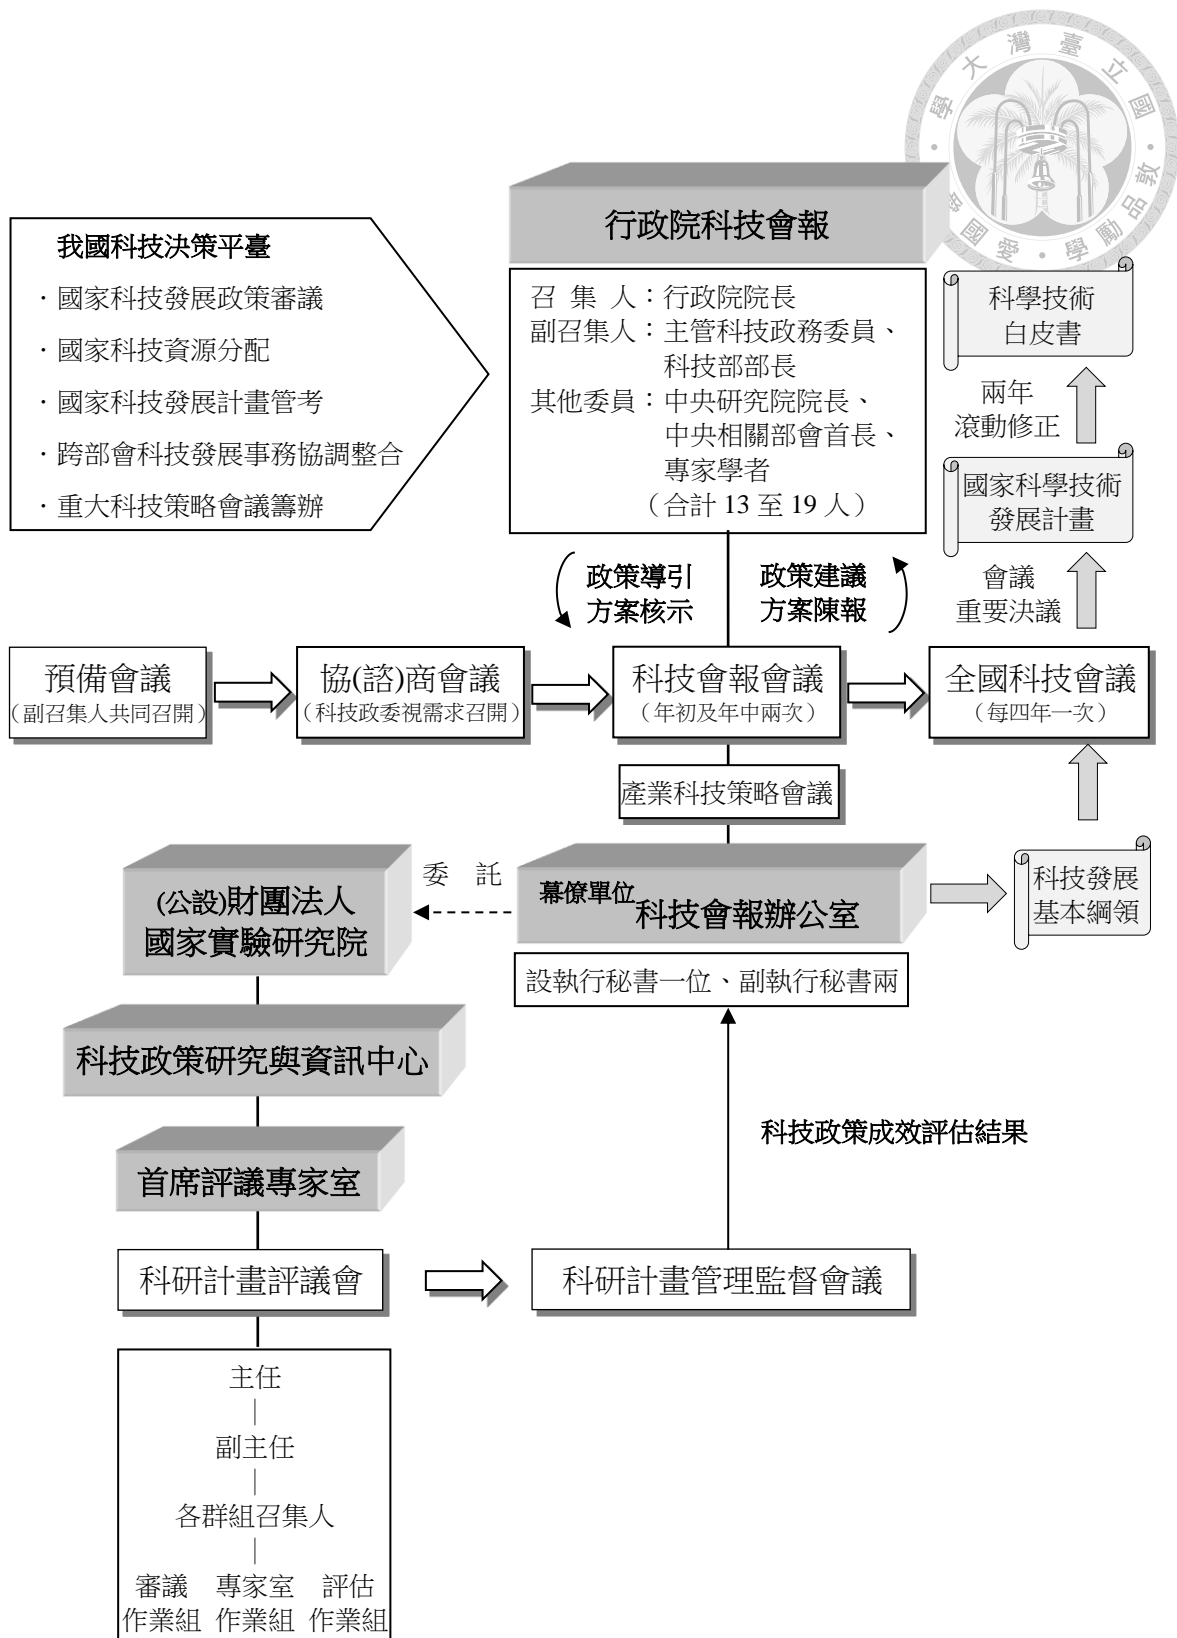 國立臺灣大學
敦品勵學・愛國愛
行政院科技會報
我國科技決策平臺
・國家科技發展政策審議
・國家科技資源分配
・國家科技發展計畫管考
・跨部會科技發展事務協調整合
・重大科技策略會議籌辦
召 集 人：行政院院長
副召集人：主管科技政務委員、
科技部部長
其他委員：中央研究院院長、
中央相關部會首長、
專家學者
（合計 13 至 19 人）
科學技術
白皮書
兩年
滾動修正
國家科學技術
發展計畫
會議
重要決議
政策導引
方案核示
政策建議
方案陳報
預備會議
（副召集人共同召開）
協(諮)商會議
（科技政委視需求召開）
科技會報會議
（年初及年中兩次）
全國科技會議
（每四年一次）
產業科技策略會議
(公設)財團法人
國家實驗研究院
委 託
幕僚單位科技會報辦公室
科技發展
基本綱領
設執行秘書一位、副執行秘書兩
科技政策研究與資訊中心
科技政策成效評估結果
首席評議專家室
科研計畫評議會
科研計畫管理監督會議
主任
｜
副主任
｜
各群組召集人
｜
審議 專家室 評估
作業組 作業組 作業組